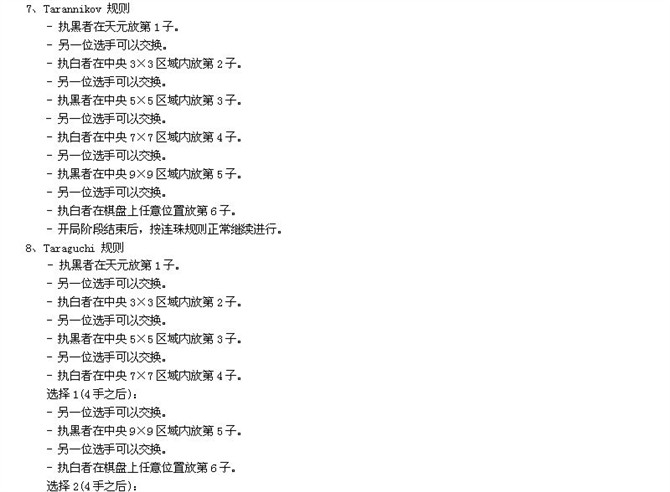 7、Tarannikov 规则
- 执黑者在天元放第1子。
- 另一位选手可以交换。
- 执白者在中央3×3区域内放第2子。
- 另一位选手可以交换。
- 执黑者在中央5×5区域内放第3子。
- 另一位选手可以交换。
- 执白者在中央7×7区域内放第4子。
- 另一位选手可以交换。
- 执黑者在中央9×9区域内放第5子。
- 另一位选手可以交换。
- 执白者在棋盘上任意位置放第6子。
- 开局阶段结束后，按连珠规则正常继续进行。
8、Taraguchi 规则
- 执黑者在天元放第1子。
- 另一位选手可以交换。
- 执白者在中央3×3区域内放第2子。
- 另一位选手可以交换。
- 执黑者在中央5×5区域内放第3子。
- 另一位选手可以交换。
- 执白者在中央7×7区域内放第4子。
选择1(4手之后)：
- 另一位选手可以交换。
- 执黑者在中央9×9区域内放第5子。
- 另一位选手可以交换。
- 执白者在棋盘上任意位置放第6子。
选择2(4手之后)：